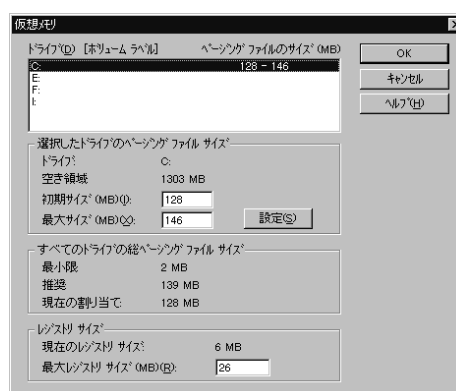 仮想ﾒﾓﾘ
ﾄﾞﾗｲﾌﾞ(D) [ﾎﾞﾘｭｰﾑ ﾗﾍﾞﾙ] ﾍﾟｰｼﾞﾝｸﾞ ﾌｧｲﾙのｻｲｽﾞ (MB)
C: 128 - 146
E:
F:
I:
OK
ｷｬﾝｾﾙ
ﾍﾙﾌﾟ(H)
選択したﾄﾞﾗｲﾌﾞのﾍﾟｰｼﾞﾝｸﾞ ﾌｧｲﾙ ｻｲｽﾞ
ﾄﾞﾗｲﾌﾞ: C:
空き領域 1303 MB
初期ｻｲｽﾞ (MB)(I): 128
最大ｻｲｽﾞ (MB)(X): 146 設定(S)
すべてのﾄﾞﾗｲﾌﾞの総ﾍﾟｰｼﾞﾝｸﾞ ﾌｧｲﾙ ｻｲｽﾞ
最小限: 2 MB
推奨 139 MB
現在の割り当て: 128 MB
ﾚｼﾞｽﾄﾘ ｻｲｽﾞ
現在のﾚｼﾞｽﾄﾘ ｻｲｽﾞ: 6 MB
最大ﾚｼﾞｽﾄﾘ ｻｲｽﾞ (MB)(R): 26